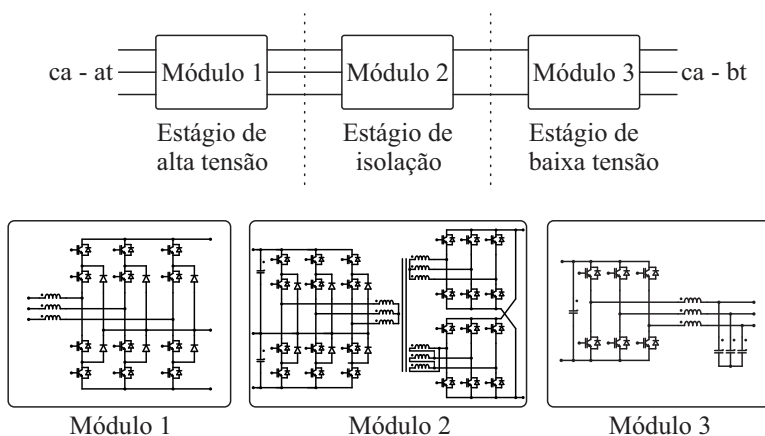 ca - at
Módulo 1
Módulo 2
Módulo 3
ca - bt
Estágio de
alta tensão
Estágio de
isolação
Estágio de
baixa tensão
Módulo 1
Módulo 2
Módulo 3